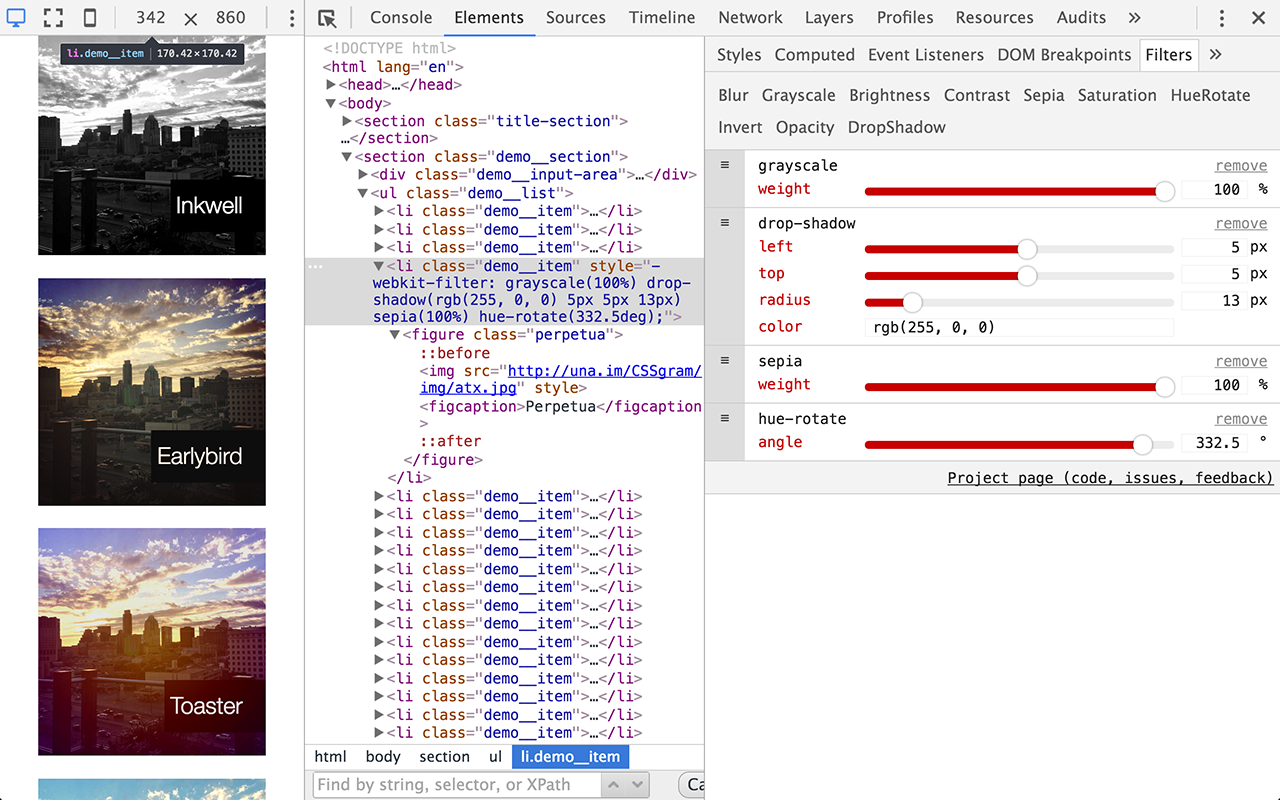 342 × 860
Console Elements Sources Timeline Network Layers Profiles Resources Audits »
li.demo__item 170.42×170.42
Inkwell
Earlybird
Toaster
<!DOCTYPE html>
<html lang="en">
▶<head>…</head>
▼<body>
▶<section class="title-section">
…</section>
▼<section class="demo__section">
▶<div class="demo__input-area">…</div>
▼<ul class="demo__list">
▶<li class="demo__item">…</li>
▶<li class="demo__item">…</li>
▶<li class="demo__item">…</li>
▼<li class="demo__item" style="-
webkit-filter: grayscale(100%) drop-
shadow(rgb(255, 0, 0) 5px 5px 13px)
sepia(100%) hue-rotate(332.5deg);">
▼<figure class="perpetua">
::before
<img src="http://una.im/CSSgram/
img/atx.jpg" style>
<figcaption>Perpetua</figcaption
>
::after
</figure>
</li>
▶<li class="demo__item">…</li>
▶<li class="demo__item">…</li>
▶<li class="demo__item">…</li>
▶<li class="demo__item">…</li>
▶<li class="demo__item">…</li>
▶<li class="demo__item">…</li>
▶<li class="demo__item">…</li>
▶<li class="demo__item">…</li>
▶<li class="demo__item">…</li>
▶<li class="demo__item">…</li>
▶<li class="demo__item">…</li>
▶<li class="demo__item">…</li>
▶<li class="demo__item">…</li>
▶<li class="demo__item">…</li>
html body section ul li.demo__item
Find by string, selector, or XPath Ca
Styles Computed Event Listeners DOM Breakpoints Filters »
Blur Grayscale Brightness Contrast Sepia Saturation HueRotate
Invert Opacity DropShadow
grayscale remove
weight 100 %
drop-shadow remove
left 5 px
top 5 px
radius 13 px
color rgb(255, 0, 0)
sepia remove
weight 100 %
hue-rotate remove
angle 332.5 °
Project page (code, issues, feedback)